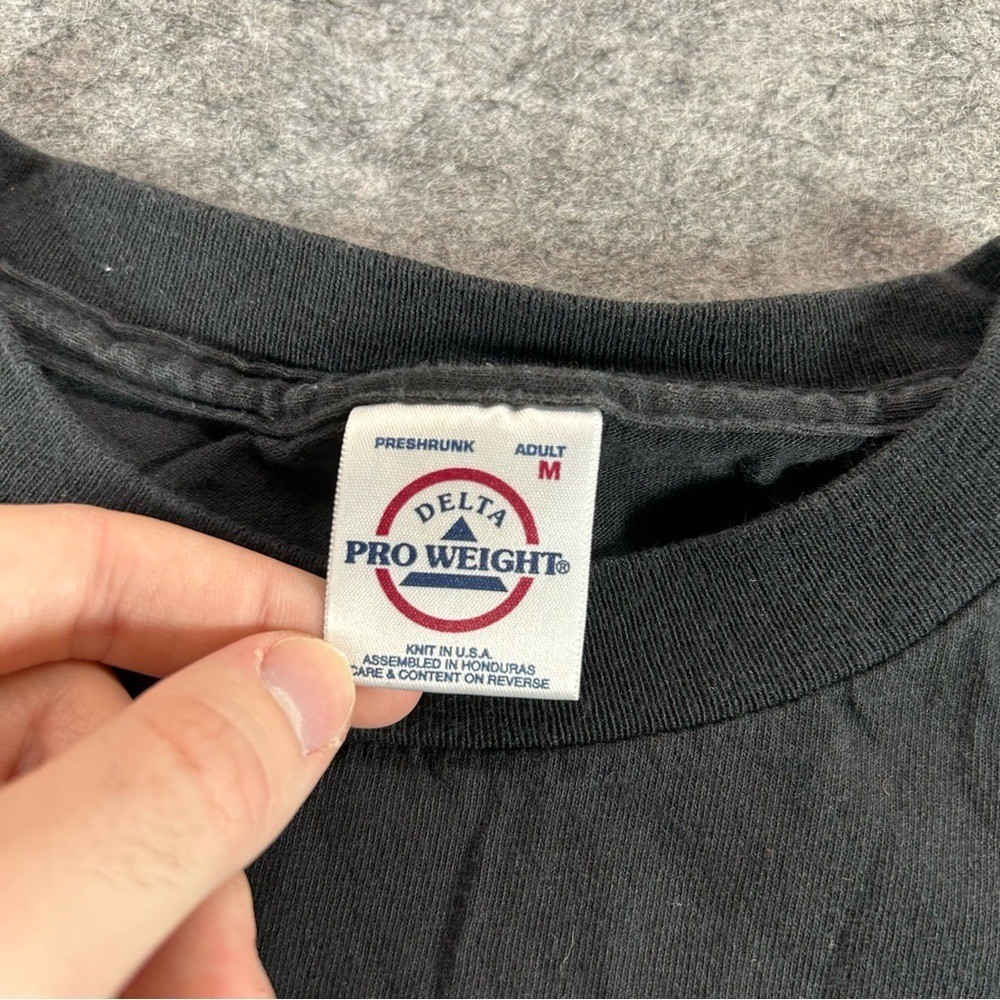 PRESHRUNK ADULT
M
DELTA
PRO WEIGHT®
KNIT IN U.S.A.
ASSEMBLED IN HONDURAS
CARE & CONTENT ON REVERSE